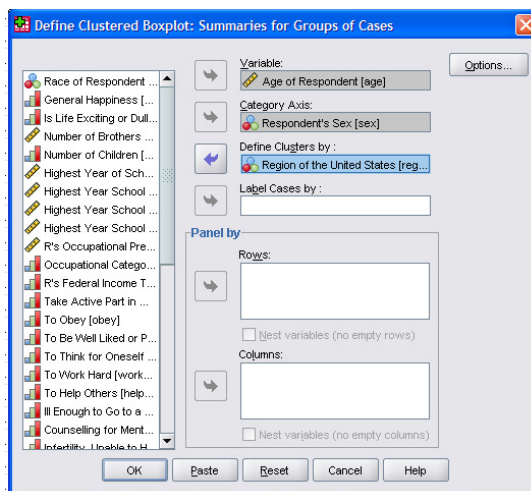 Define Clustered Boxplot: Summaries for Groups of Cases
Race of Respondent ...
General Happiness [...
Is Life Exciting or Dull...
Number of Brothers ...
Number of Children [...
Highest Year of Sch...
Highest Year School ...
Highest Year School ...
Highest Year School ...
R's Occupational Pre...
Occupational Catego...
R's Federal Income T...
Take Active Part in ...
To Obey [obey]
To Be Well Liked or P...
To Think for Oneself ...
To Work Hard [work...
To Help Others [help...
Ill Enough to Go to a ...
Counselling for Ment...
Infertility, Unable to H...
Variable:
Age of Respondent [age]
Category Axis:
Respondent's Sex [sex]
Define Clusters by :
Region of the United States [reg...
Label Cases by :
Panel by
Rows:
Nest variables (no empty rows)
Columns:
Nest variables (no empty columns)
Options...
OK
Paste
Reset
Cancel
Help